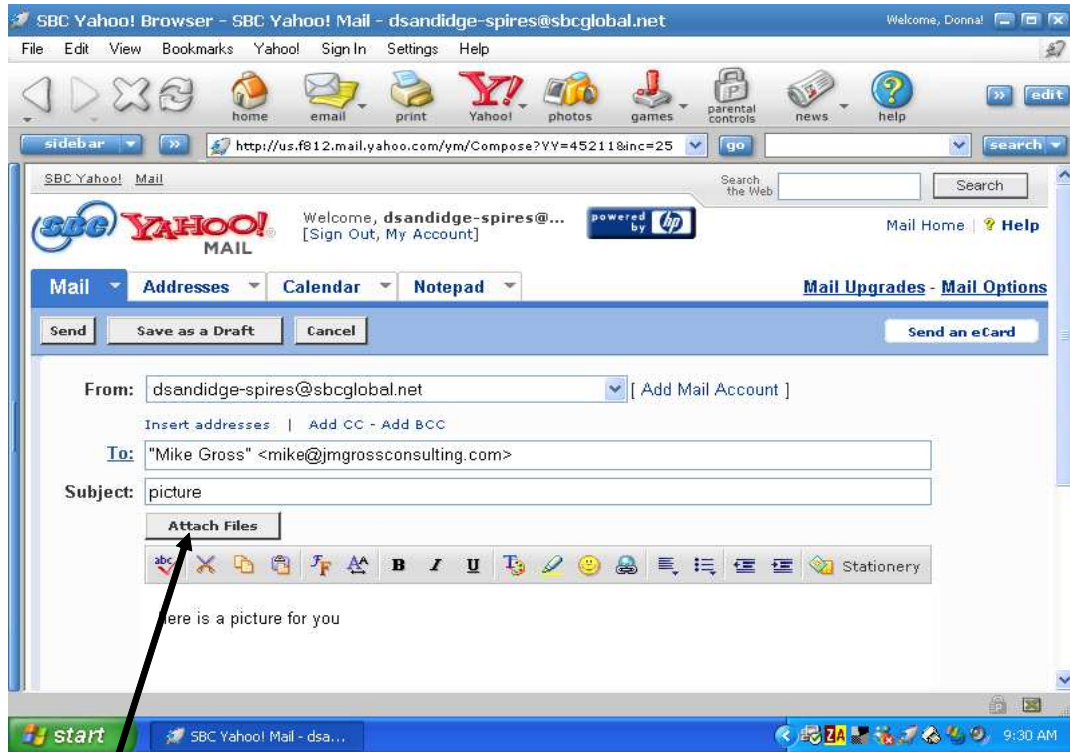 SBC Yahoo! Browser - SBC Yahoo! Mail - dsandidge-spires@sbcglobal.net Welcome, Donna!
File Edit View Bookmarks Yahoo! Sign In Settings Help
home email print Yahoo! photos games parental controls news help edit
sidebar http://us.f812.mail.yahoo.com/ym/Compose?YY=45211&inc=25 go search
SBC Yahoo! Mail Search the Web Search
SBC YAHOO! MAIL Welcome, dsandidge-spires@... powered by hp Mail Home ? Help
[Sign Out, My Account]
Mail Addresses Calendar Notepad Mail Upgrades - Mail Options
Send Save as a Draft Cancel Send an eCard
From: dsandidge-spires@sbcglobal.net [ Add Mail Account ]
Insert addresses | Add CC - Add BCC
To: "Mike Gross" <mike@jmgrossconsulting.com>
Subject: picture
Attach Files
abc B I U Stationery
Here is a picture for you
start SBC Yahoo! Mail - dsa... ZA 9:30 AM